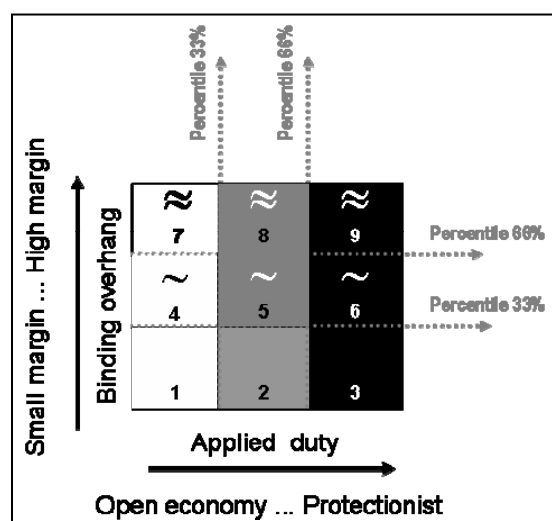 Percentile 33%
Percentile 66%
Small margin ... High margin
Binding overhang
≈ ≈ ≈
7 8 9
Percentile 66%
~ ~ ~
4 5 6
Percentile 33%
1 2 3
Applied duty
Open economy ... Protectionist